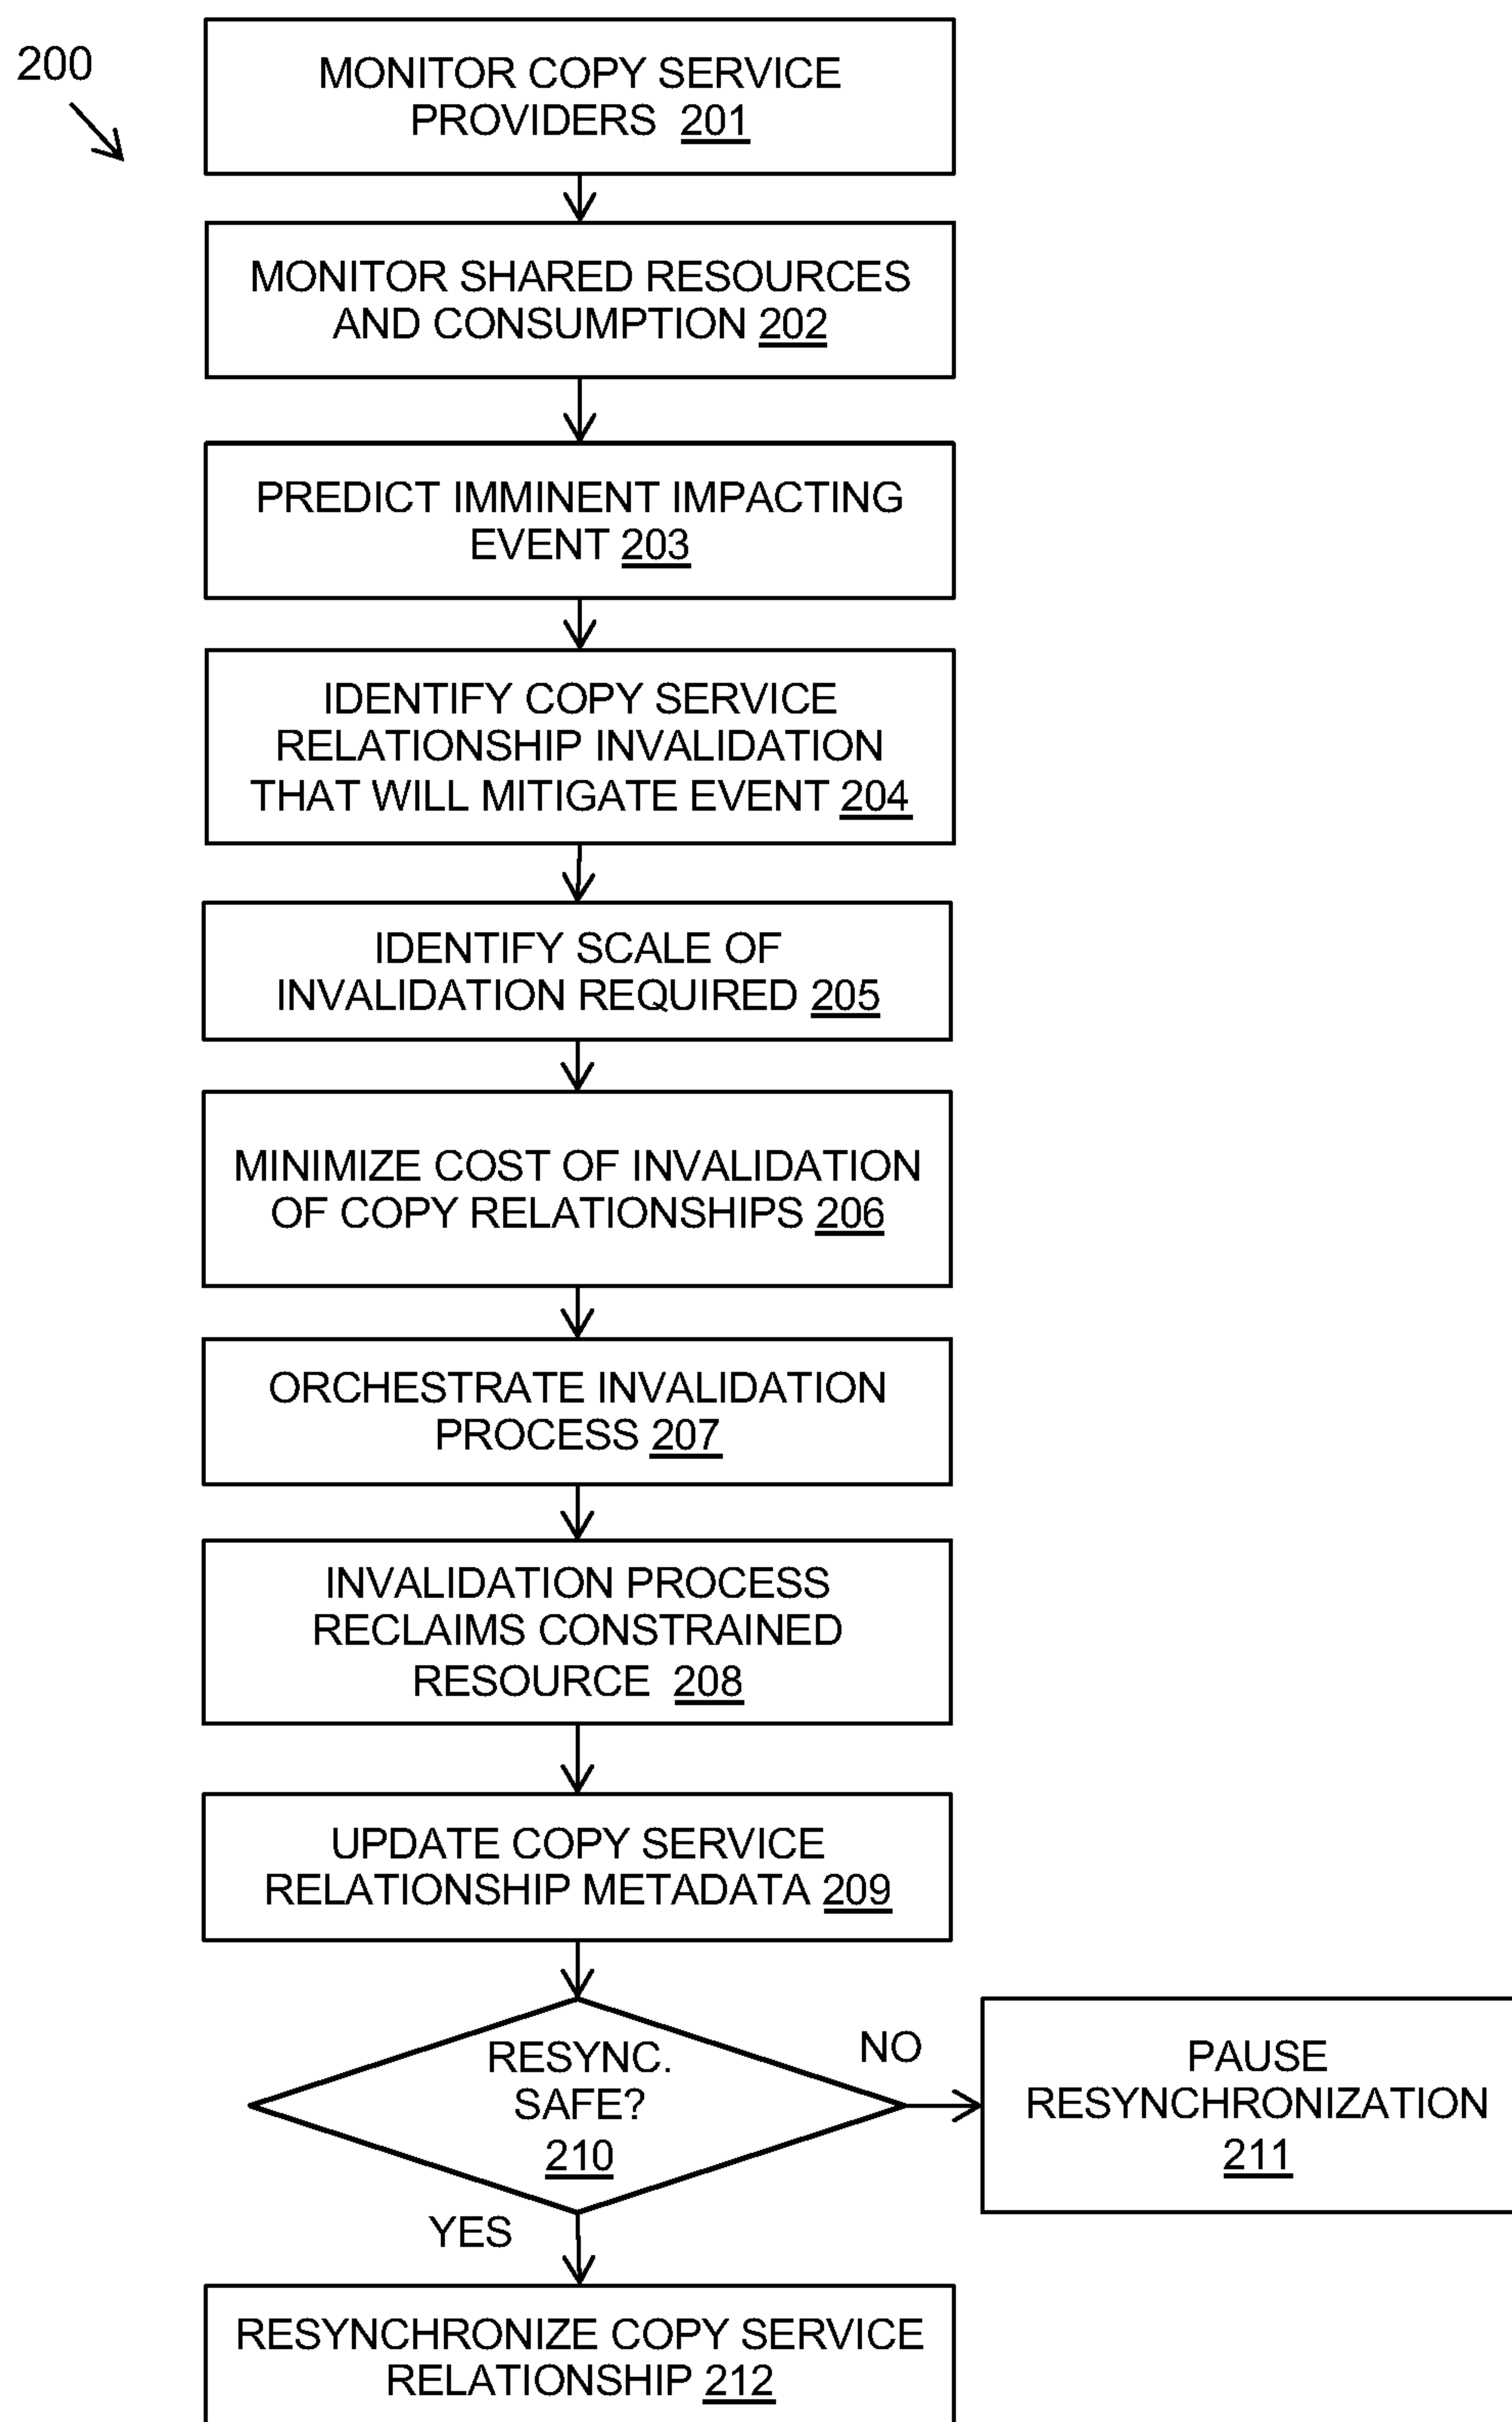 200
MONITOR COPY SERVICE
PROVIDERS 201
MONITOR SHARED RESOURCES
AND CONSUMPTION 202
PREDICT IMMINENT IMPACTING
EVENT 203
IDENTIFY COPY SERVICE
RELATIONSHIP INVALIDATION
THAT WILL MITIGATE EVENT 204
IDENTIFY SCALE OF
INVALIDATION REQUIRED 205
MINIMIZE COST OF INVALIDATION
OF COPY RELATIONSHIPS 206
ORCHESTRATE INVALIDATION
PROCESS 207
INVALIDATION PROCESS
RECLAIMS CONSTRAINED
RESOURCE 208
UPDATE COPY SERVICE
RELATIONSHIP METADATA 209
RESYNC.
SAFE?
210
NO
PAUSE
RESYNCHRONIZATION
211
YES
RESYNCHRONIZE COPY SERVICE
RELATIONSHIP 212